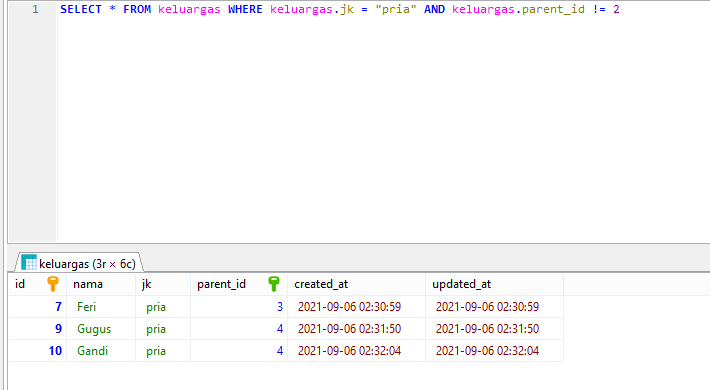 1 SELECT * FROM keluargas WHERE keluargas.jk = "pria" AND keluargas.parent_id != 2
keluargas (3r × 6c)
id nama jk parent_id created_at updated_at
7 Feri pria 3 2021-09-06 02:30:59 2021-09-06 02:30:59
9 Gugus pria 4 2021-09-06 02:31:50 2021-09-06 02:31:50
10 Gandi pria 4 2021-09-06 02:32:04 2021-09-06 02:32:04